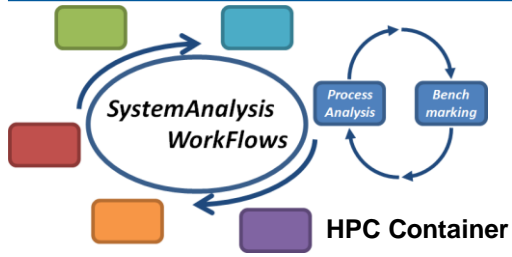 SystemAnalysis
WorkFlows
Process
Analysis
Bench
marking
HPC Container